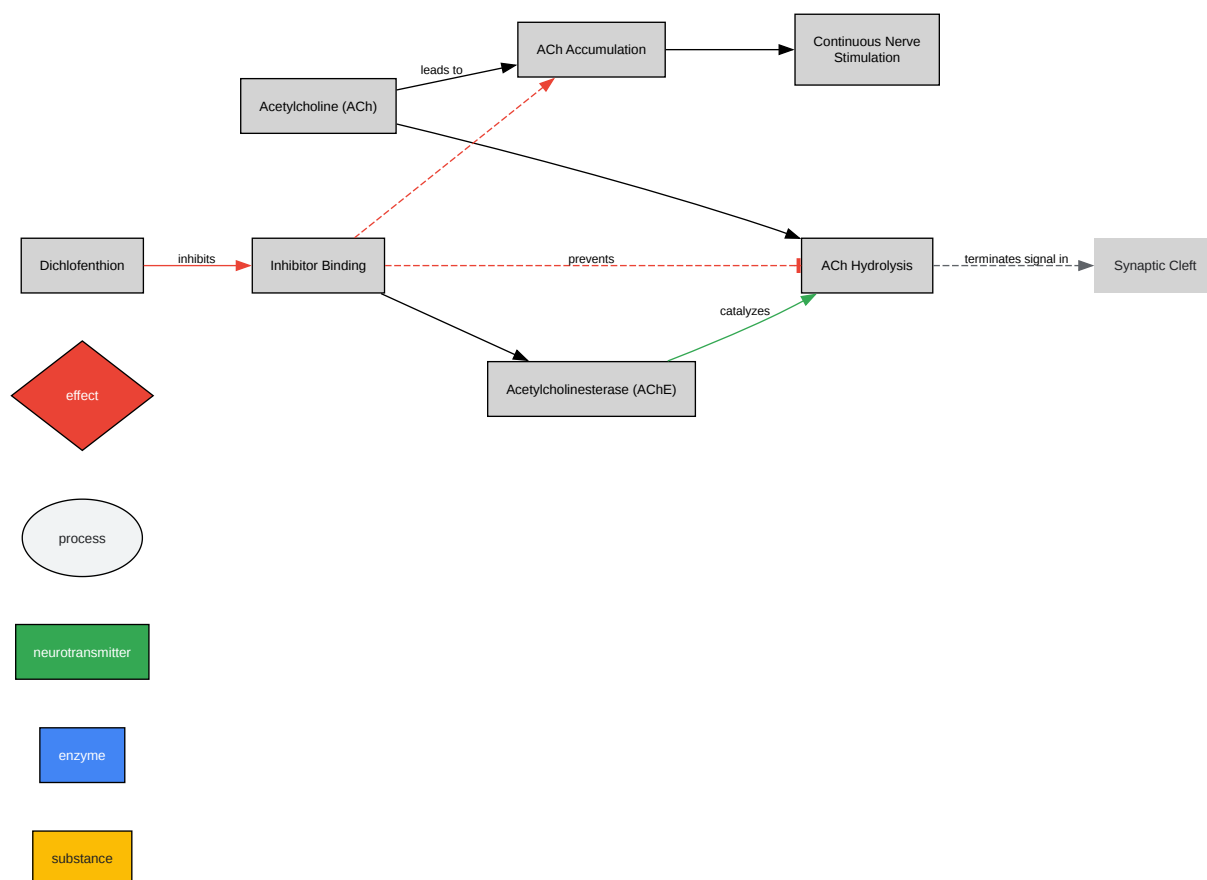 Continuous Nerve
Stimulation
ACh Accumulation
leads to
Acetylcholine (ACh)
Dichlofenthion
inhibits
Inhibitor Binding
prevents
ACh Hydrolysis
terminates signal in
Synaptic Cleft
catalyzes
Acetylcholinesterase (AChE)
effect
process
neurotransmitter
enzyme
substance